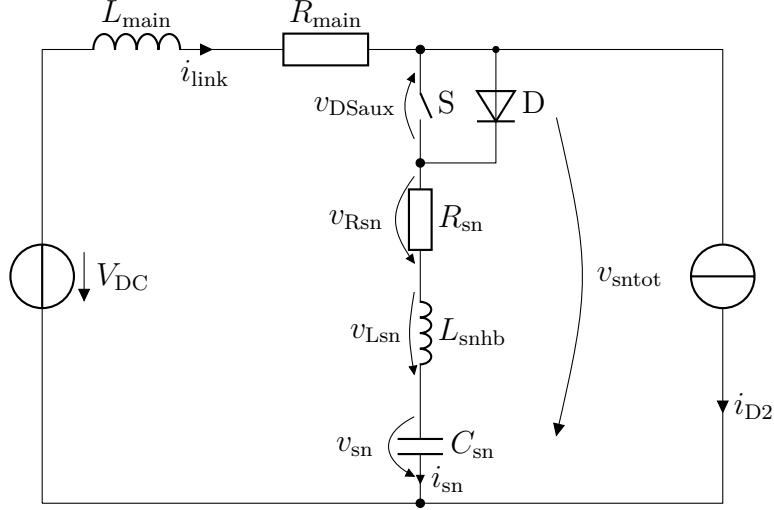 L_main
R_main
i_link
v_DSaux
S
D
v_Rsn
R_sn
V_DC
v_sntot
v_Lsn
L_snhb
i_D2
v_sn
C_sn
i_sn